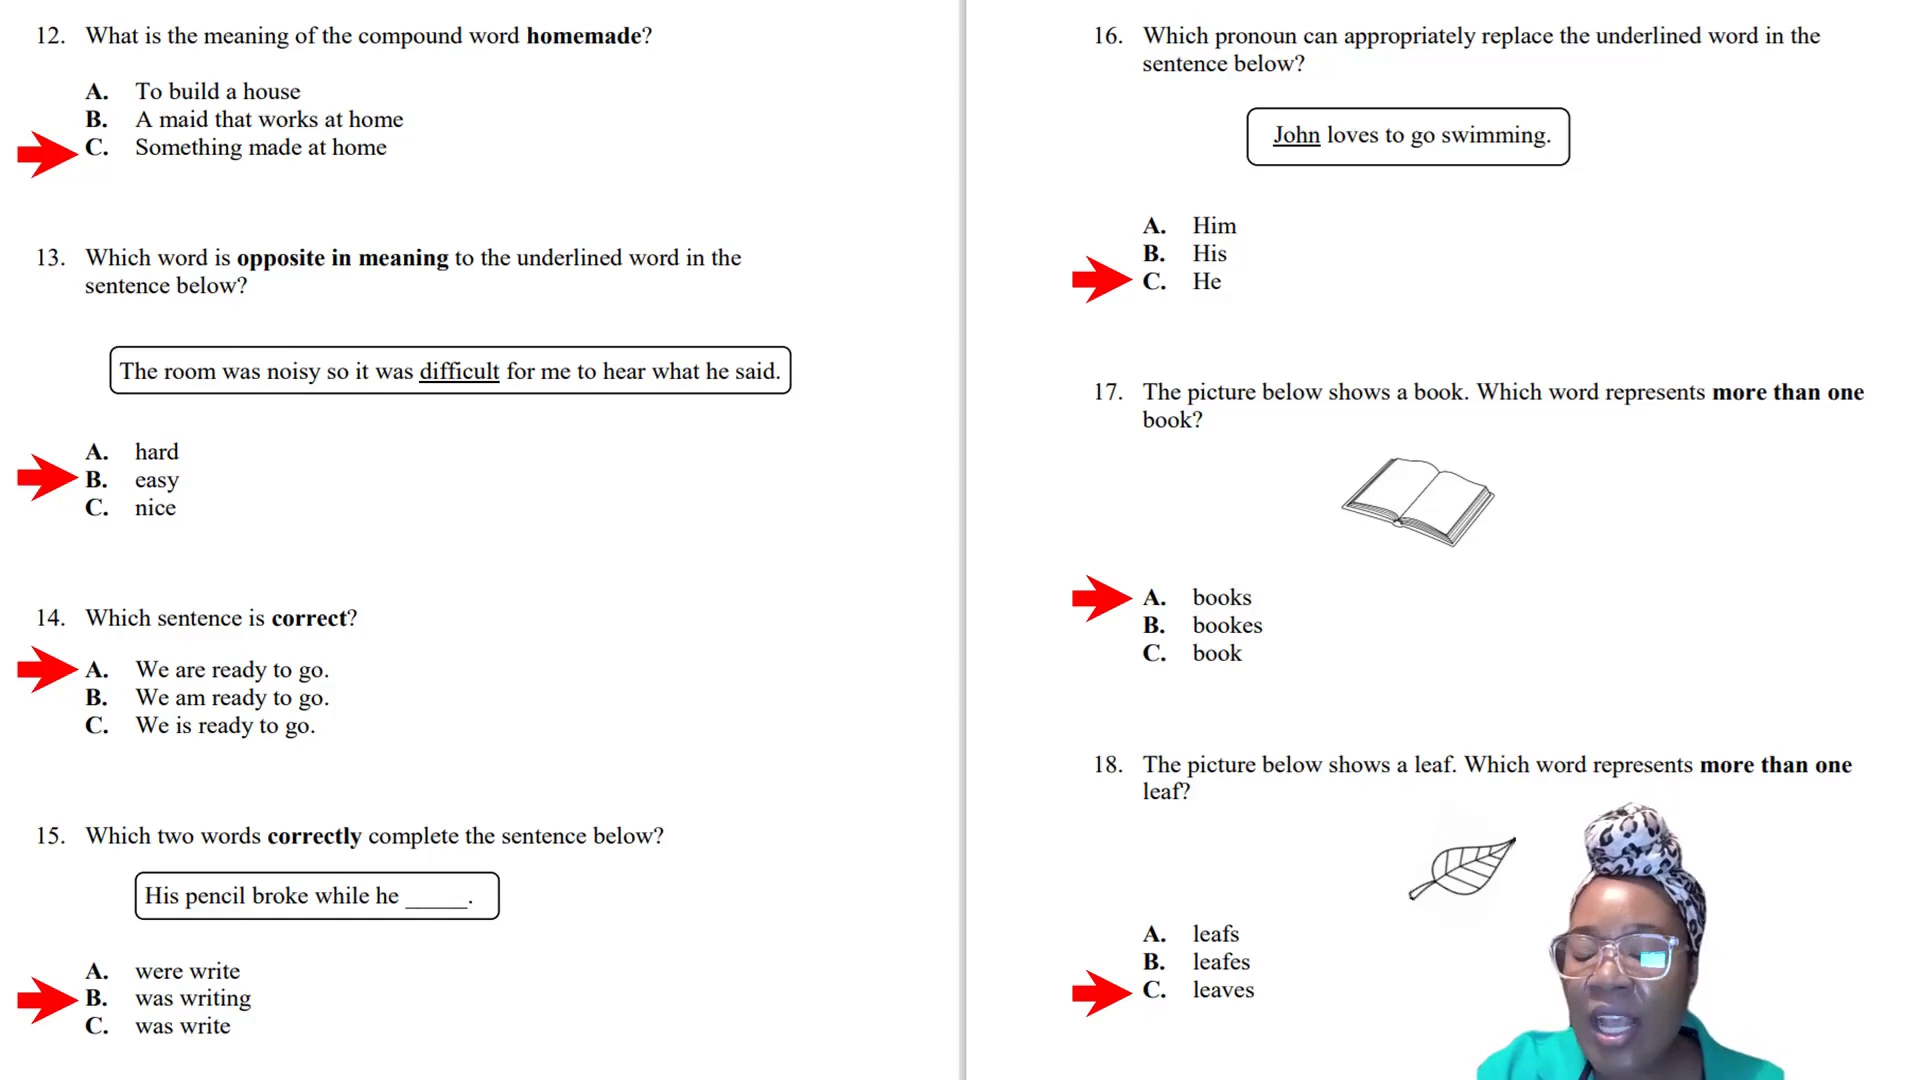 12. What is the meaning of the compound word homemade?
A. To build a house
B. A maid that works at home
C. Something made at home
13. Which word is opposite in meaning to the underlined word in the
sentence below?
The room was noisy so it was difficult for me to hear what he said.
A. hard
B. easy
C. nice
14. Which sentence is correct?
A. We are ready to go.
B. We am ready to go.
C. We is ready to go.
15. Which two words correctly complete the sentence below?
His pencil broke while he _____.
A. were write
B. was writing
C. was write
16. Which pronoun can appropriately replace the underlined word in the
sentence below?
John loves to go swimming.
A. Him
B. His
C. He
17. The picture below shows a book. Which word represents more than one
book?
A. books
B. bookes
C. book
18. The picture below shows a leaf. Which word represents more than one
leaf?
A. leafs
B. leafes
C. leaves